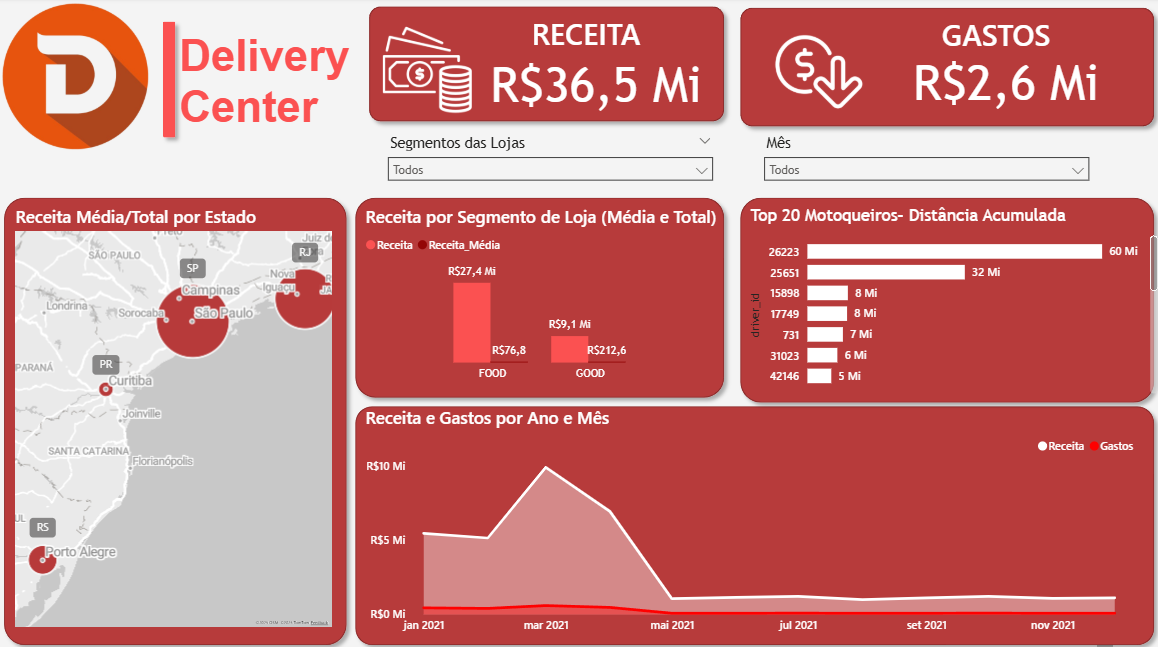 Delivery
Center
RECEITA
R$36,5 Mi
GASTOS
R$2,6 Mi
Segmentos das Lojas
Todos
Mês
Todos
Receita Média/Total por Estado
SÃO PAULO
RJ
SP
Nova
Iguaçu
Campinas
Londrina
Sorocaba
São Paulo
PARANÁ
PR
Curitiba
Joinville
SANTA CATARINA
Florianópolis
RS
Porto Alegre
Receita por Segmento de Loja (Média e Total)
Receita
Receita_Média
R$27,4 Mi
R$9,1 Mi
R$76,8
R$212,6
FOOD
GOOD
Top 20 Motoqueiros- Distância Acumulada
driver_id
26223 60 Mi
25651 32 Mi
15898 8 Mi
17749 8 Mi
731 7 Mi
31023 6 Mi
42146 5 Mi
Receita e Gastos por Ano e Mês
Receita
Gastos
R$10 Mi
R$5 Mi
R$0 Mi
jan 2021
mar 2021
mai 2021
jul 2021
set 2021
nov 2021